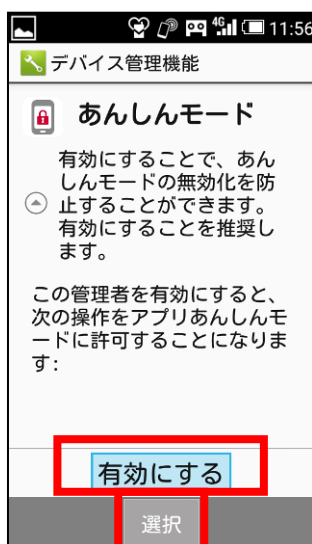 4G 11:56
デバイス管理機能
あんしんモード
有効にすることで、あん
しんモードの無効化を防
止することができます。
有効にすることを推奨し
ます。
この管理者を有効にすると、
次の操作をアプリあんしんモ
ードに許可することになりま
す:
有効にする
選択